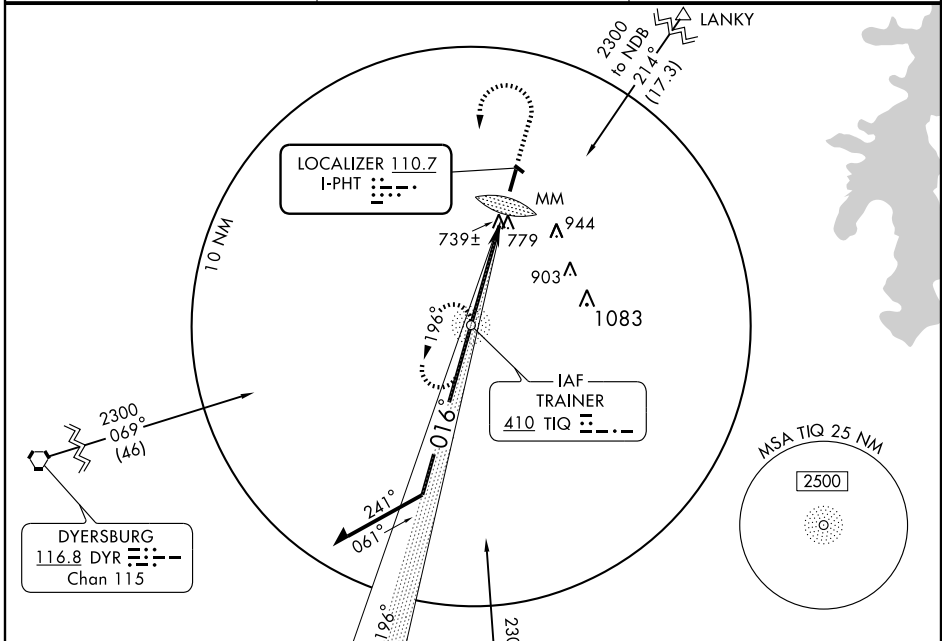 LANKY
2300
to NDB
214°
(17.3)
LOCALIZER 110.7
I-PHT
MM
739±
779
944
10 NM
903
1083
196°
IAF
TRAINER
410 TIQ
2300
069°
(46)
016°
MSA TIQ 25 NM
2500
241°
061°
DYERSBURG
116.8 DYR
Chan 115
196°